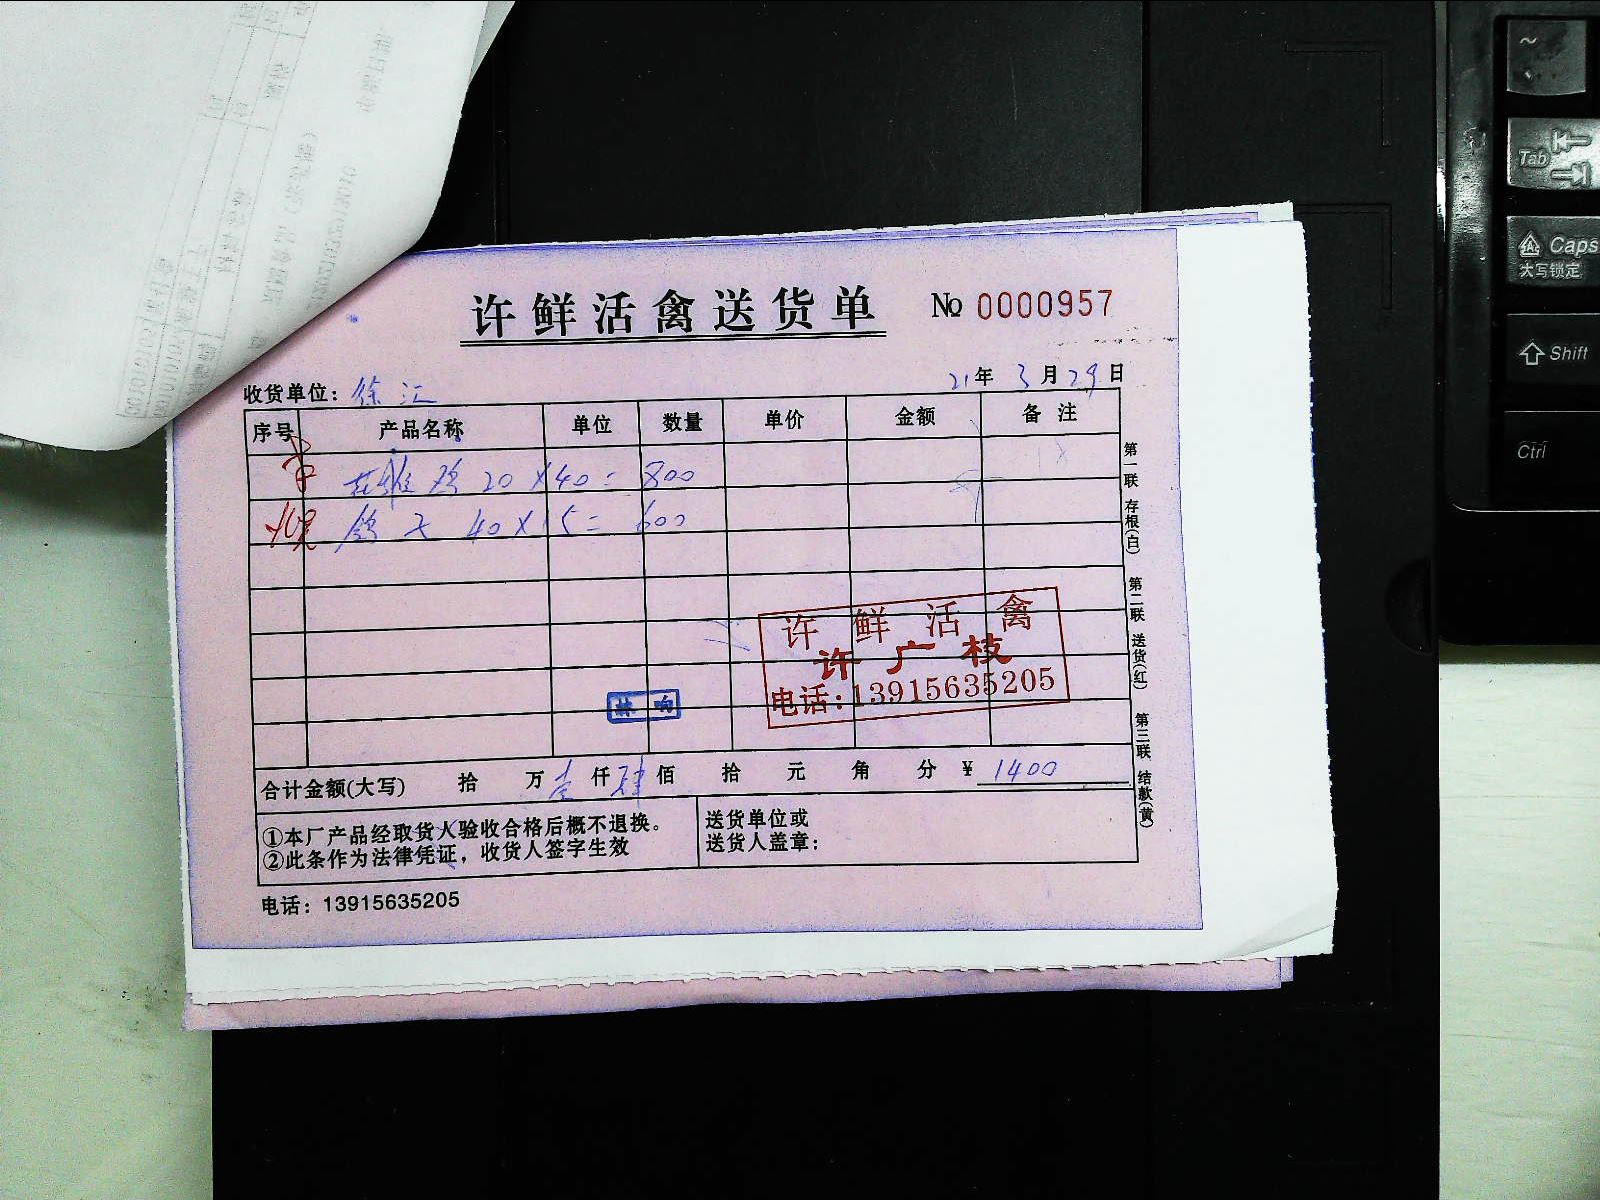 许鲜活禽送货单 № 0000957
收货单位：徐汇 21年 3月29日
序号 产品名称 单位 数量 单价 金额 备注
20×40=800
40×15=600
许鲜活禽
许广枝
电话:13915635205
合计金额(大写) 拾 万壹仟肆佰 拾 元 角 分 ¥ 1400
①本厂产品经取货人验收合格后概不退换。
②此条作为法律凭证，收货人签字生效
送货单位或
送货人盖章：
电话：13915635205
第一联 存根(白) 第二联 送货(红) 第三联 结款(黄)
~
Tab
Caps
大写锁定
Shift
Ctrl